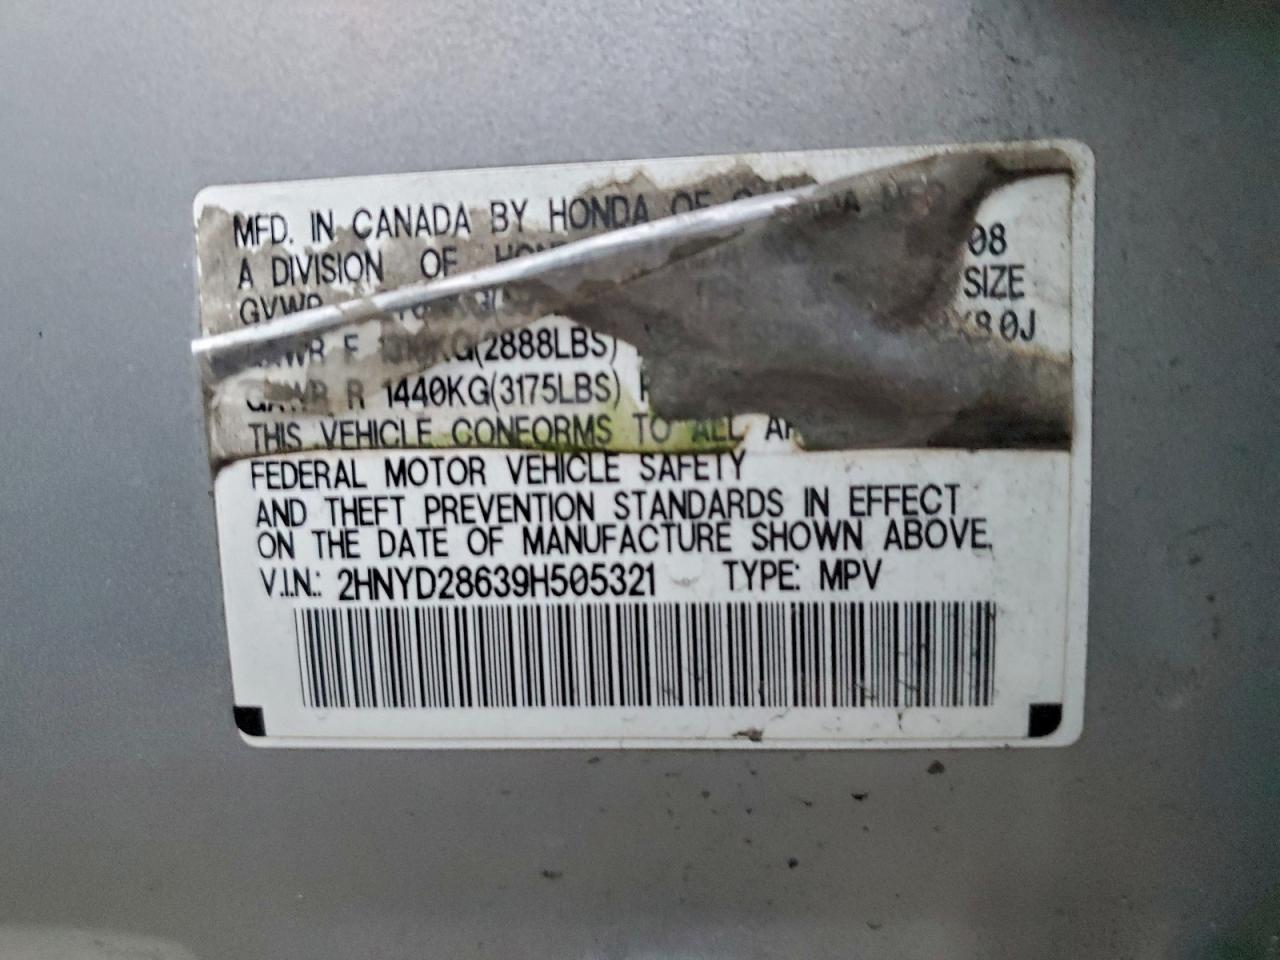 MFD. IN CANADA BY HONDA OF
A DIVISION OF 08
GVWR SIZE
F (2888LBS) X8 0J
R 1440KG(3175LBS)
THIS VEHICLE CONFORMS TO ALL
FEDERAL MOTOR VEHICLE SAFETY
AND THEFT PREVENTION STANDARDS IN EFFECT
ON THE DATE OF MANUFACTURE SHOWN ABOVE.
V.I.N.: 2HNYD28639H505321 TYPE: MPV